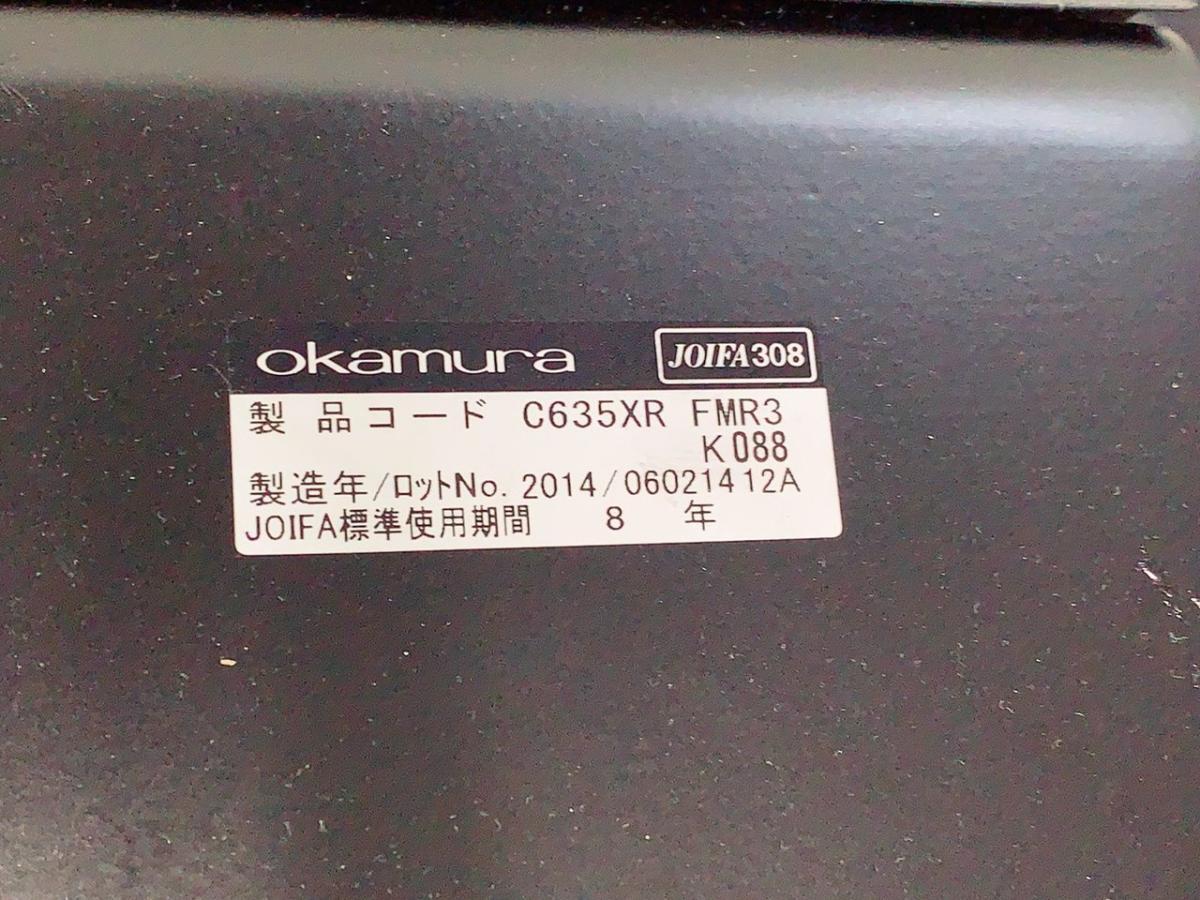 okamura JOIFA308
製品コード C635XR FMR3
K088
製造年/ロットNo. 2014/06021412A
JOIFA標準使用期間 8 年